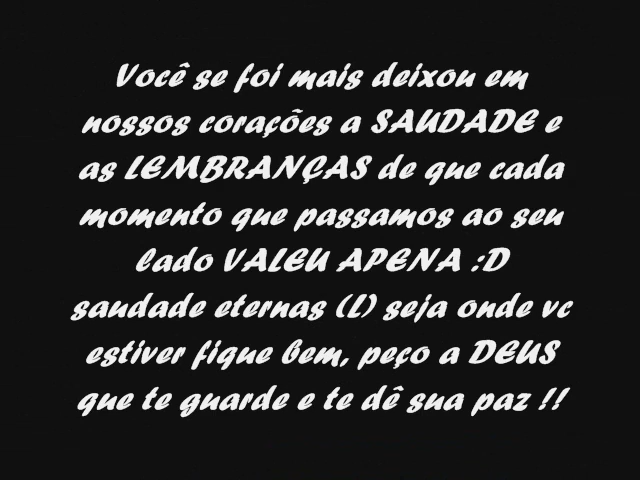 Você se foi mais deixou em
nossos corações a SAUDADE e
as LEMBRANÇAS de que cada
momento que passamos ao seu
lado VALEU APENA :D
saudade eternas (L) seja onde vc
estiver fique bem, peço a DEUS
que te guarde e te dê sua paz !!